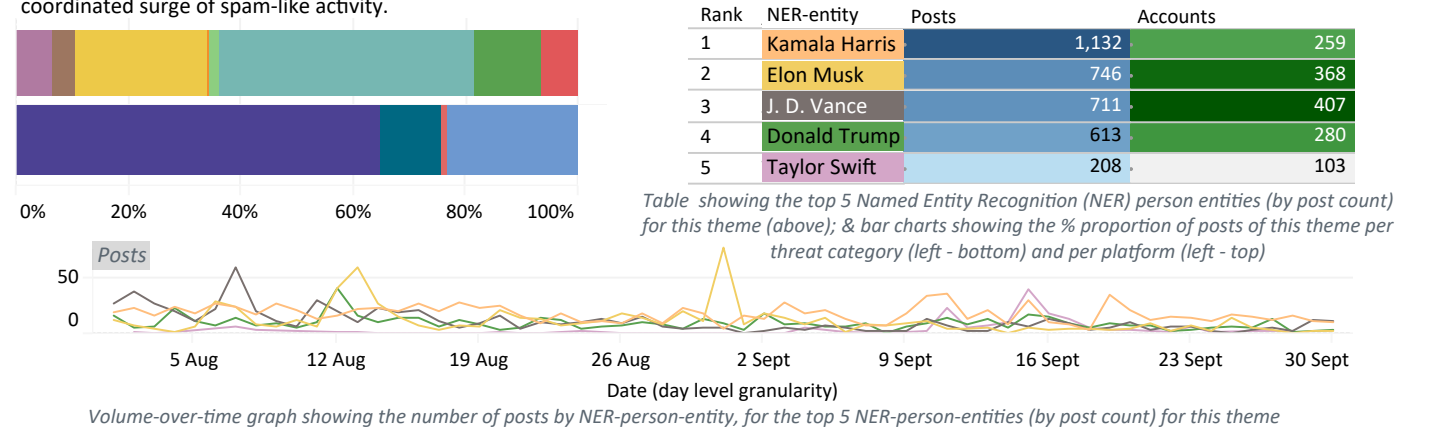 coordinated surge of spam-like activity.
0% 20% 40% 60% 80% 100%
Rank NER-entity Posts Accounts
1 Kamala Harris 1,132 259
2 Elon Musk 746 368
3 J. D. Vance 711 407
4 Donald Trump 613 280
5 Taylor Swift 208 103
Table showing the top 5 Named Entity Recognition (NER) person entities (by post count)
for this theme (above); & bar charts showing the % proportion of posts of this theme per
threat category (left - bottom) and per platform (left - top)
Posts
50
0
5 Aug 12 Aug 19 Aug 26 Aug 2 Sept 9 Sept 16 Sept 23 Sept 30 Sept
Date (day level granularity)
Volume-over-time graph showing the number of posts by NER-person-entity, for the top 5 NER-person-entities (by post count) for this theme